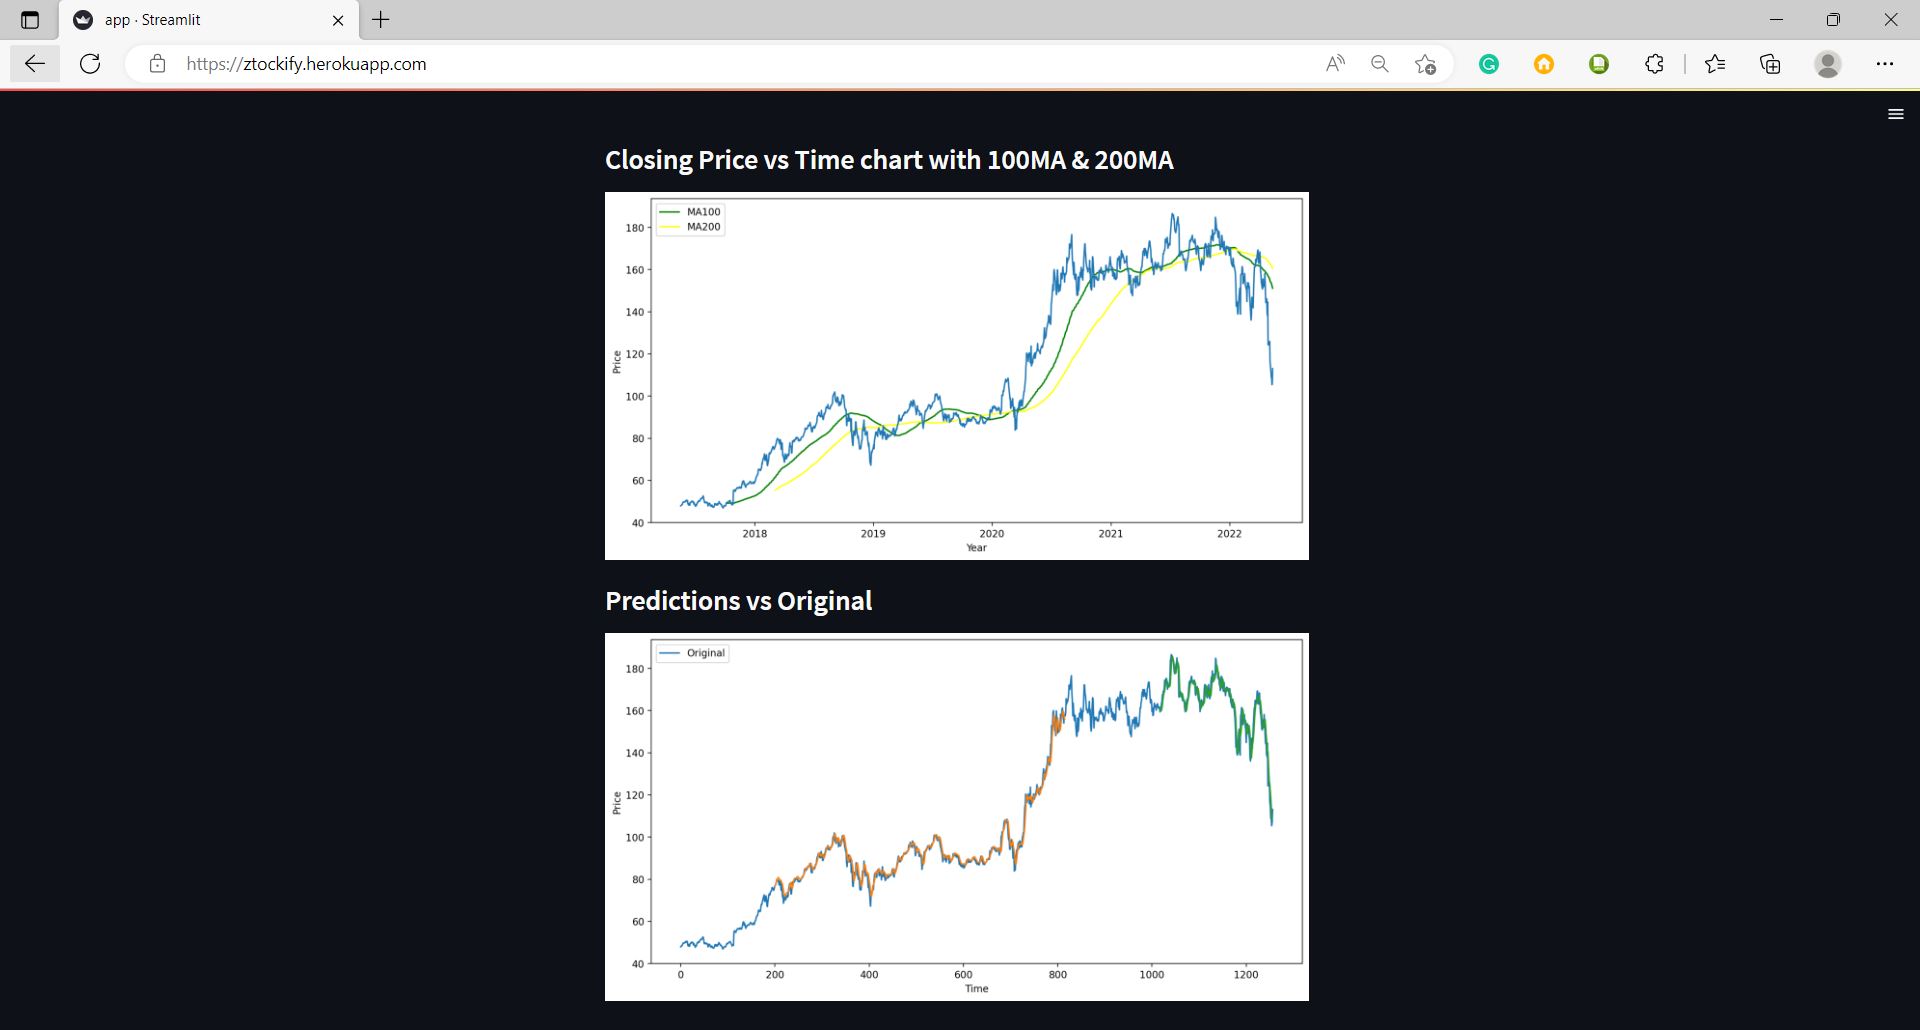 app · Streamlit
https://ztockify.herokuapp.com
Closing Price vs Time chart with 100MA & 200MA
MA100
MA200
180
160
140
120
100
80
60
40
Price
2018 2019 2020 2021 2022
Year
Predictions vs Original
Original
180
160
140
120
100
80
60
40
Price
0 200 400 600 800 1000 1200
Time